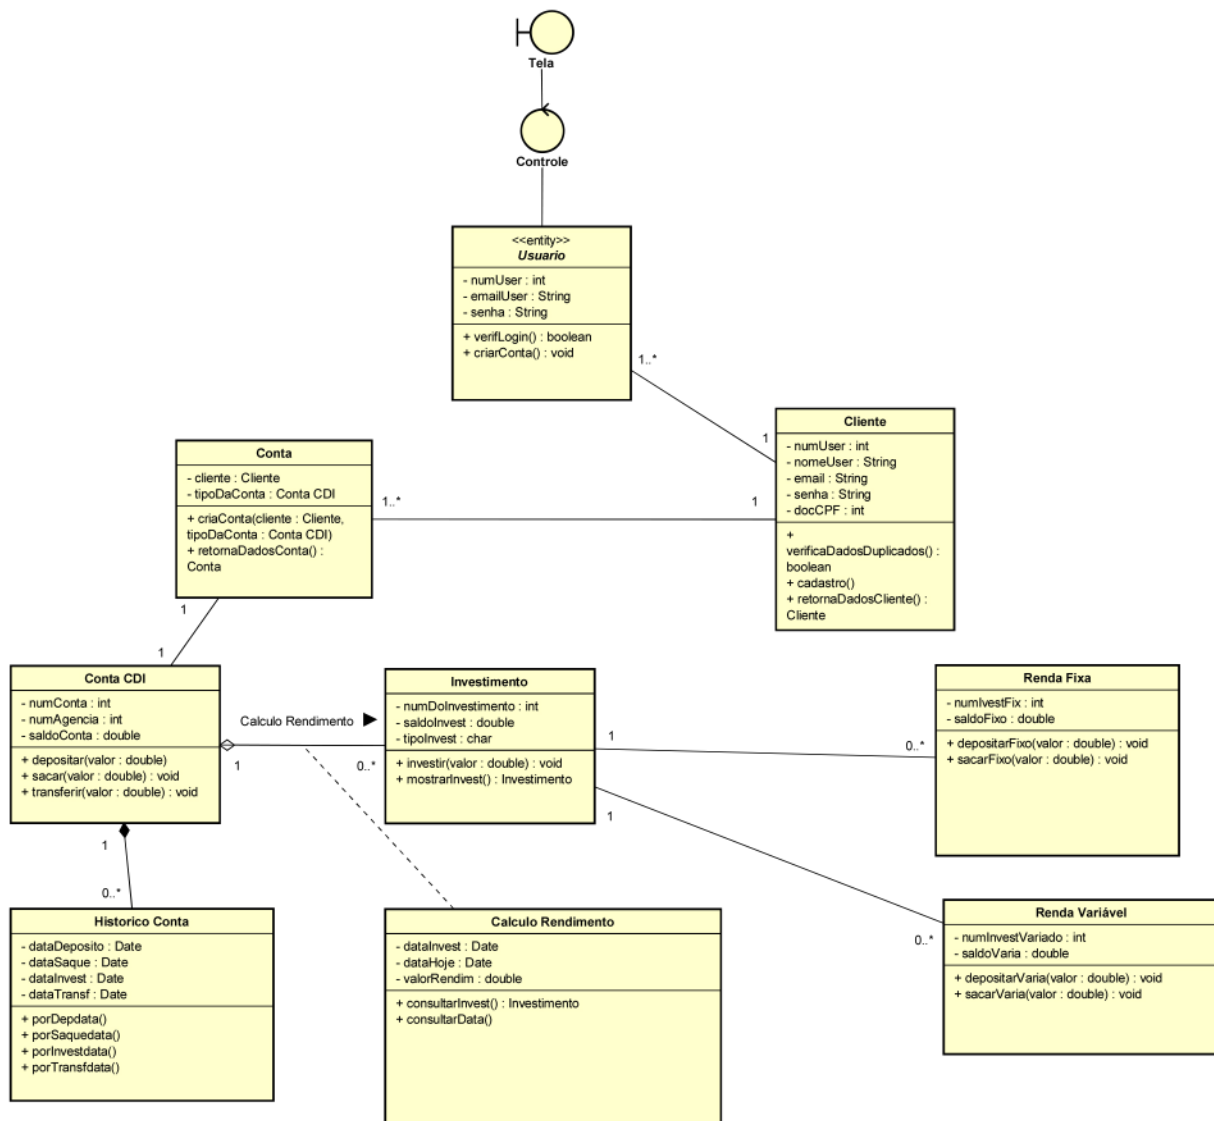 Tela
Controle
<<entity>>
Usuario
- numUser : int
- emailUser : String
- senha : String
+ verifLogin() : boolean
+ criarConta() : void
1..*
1
Cliente
- numUser : int
- nomeUser : String
- email : String
- senha : String
- docCPF : int
+
verificaDadosDuplicados() :
boolean
+ cadastro()
+ retornaDadosCliente() :
Cliente
Conta
- cliente : Cliente
- tipoDaConta : Conta CDI
+ criaConta(cliente : Cliente,
tipoDaConta : Conta CDI)
+ retornaDadosConta() :
Conta
1..*
1
1
1
Conta CDI
- numConta : int
- numAgencia : int
- saldoConta : double
+ depositar(valor : double)
+ sacar(valor : double) : void
+ transferir(valor : double) : void
Calculo Rendimento
1
0..*
Investimento
- numDoInvestimento : int
- saldoInvest : double
- tipoInvest : char
+ investir(valor : double) : void
+ mostrarInvest() : Investimento
1
0..*
Renda Fixa
- numIvestFix : int
- saldoFixo : double
+ depositarFixo(valor : double) : void
+ sacarFixo(valor : double) : void
1
0..*
1
0..*
Historico Conta
- dataDeposito : Date
- dataSaque : Date
- dataInvest : Date
- dataTransf : Date
+ porDepdata()
+ porSaquedata()
+ porInvestdata()
+ porTransfdata()
Calculo Rendimento
- dataInvest : Date
- dataHoje : Date
- valorRendim : double
+ consultarInvest() : Investimento
+ consultarData()
Renda Variável
- numInvestVariado : int
- saldoVaria : double
+ depositarVaria(valor : double) : void
+ sacarVaria(valor : double) : void